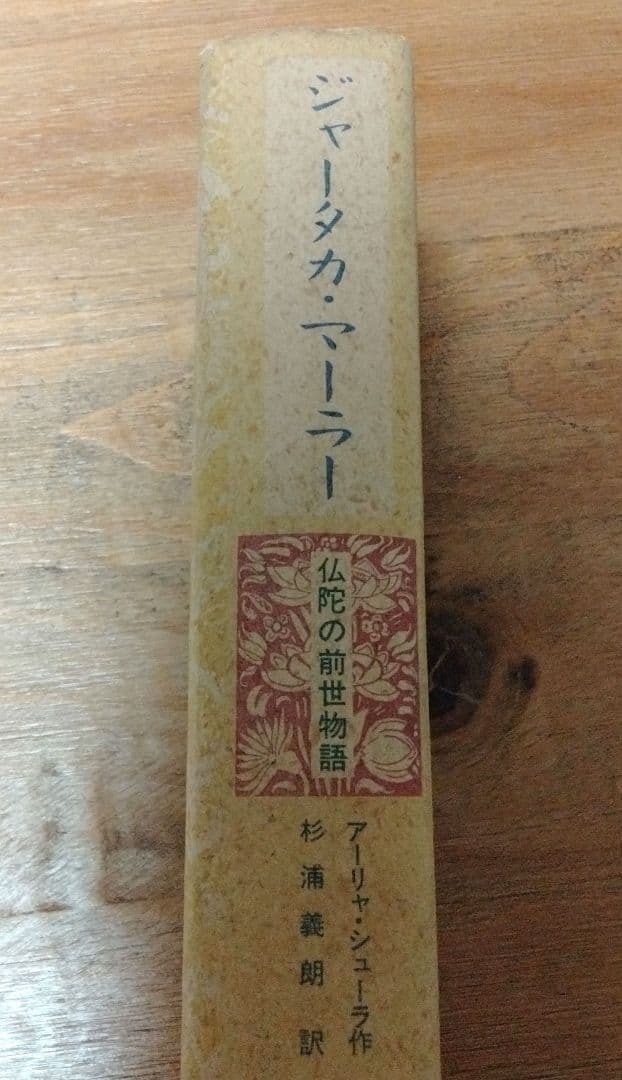 ジャータカ・マーラー
仏陀の前世物語
アーリャ・シューラ作
杉浦義朗 訳